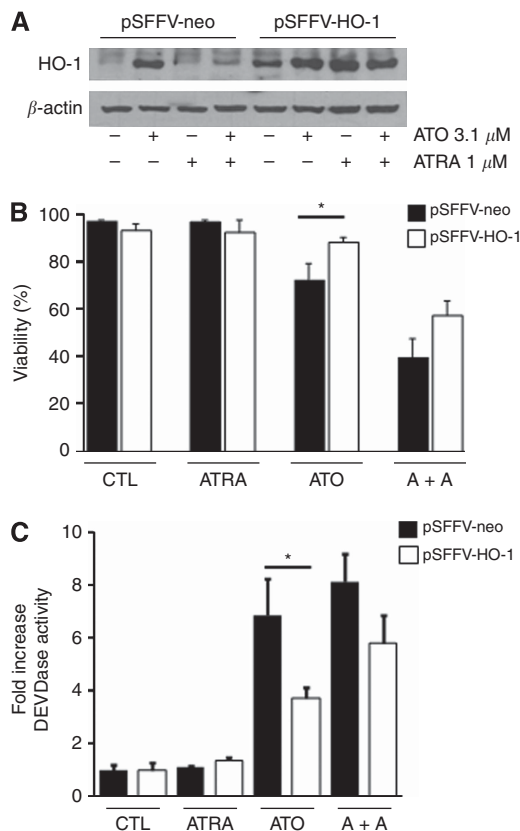 A
pSFFV-neo pSFFV-HO-1
HO-1
β-actin
– + – + – + – + ATO 3.1 μM
– – + + – – + + ATRA 1 μM
B
100
80
60
40
20
0
Viability (%)
*
pSFFV-neo
pSFFV-HO-1
CTL ATRA ATO A + A
C
10
8
6
4
2
0
Fold increase
DEVDase activity
*
pSFFV-neo
pSFFV-HO-1
CTL ATRA ATO A + A